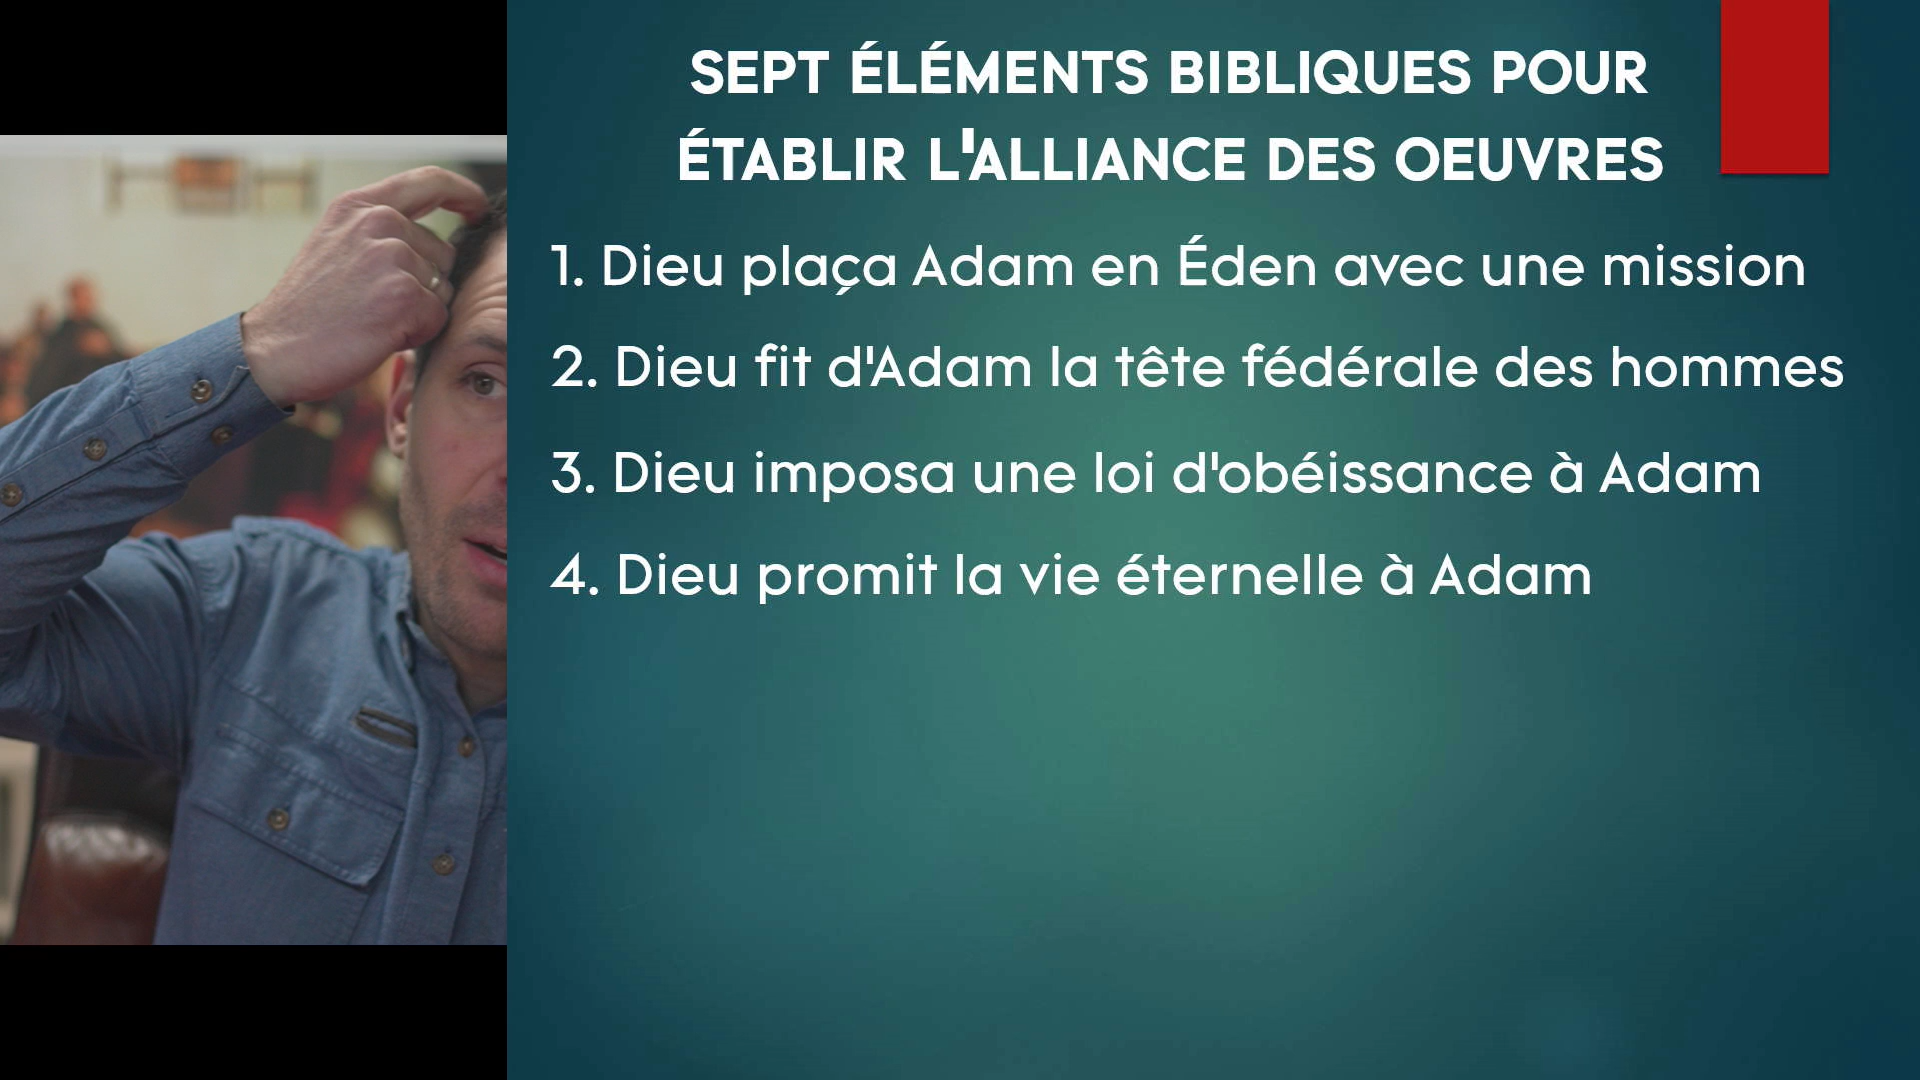 SEPT ÉLÉMENTS BIBLIQUES POUR
ÉTABLIR L'ALLIANCE DES OEUVRES
1. Dieu plaça Adam en Éden avec une mission
2. Dieu fit d'Adam la tête fédérale des hommes
3. Dieu imposa une loi d'obéissance à Adam
4. Dieu promit la vie éternelle à Adam